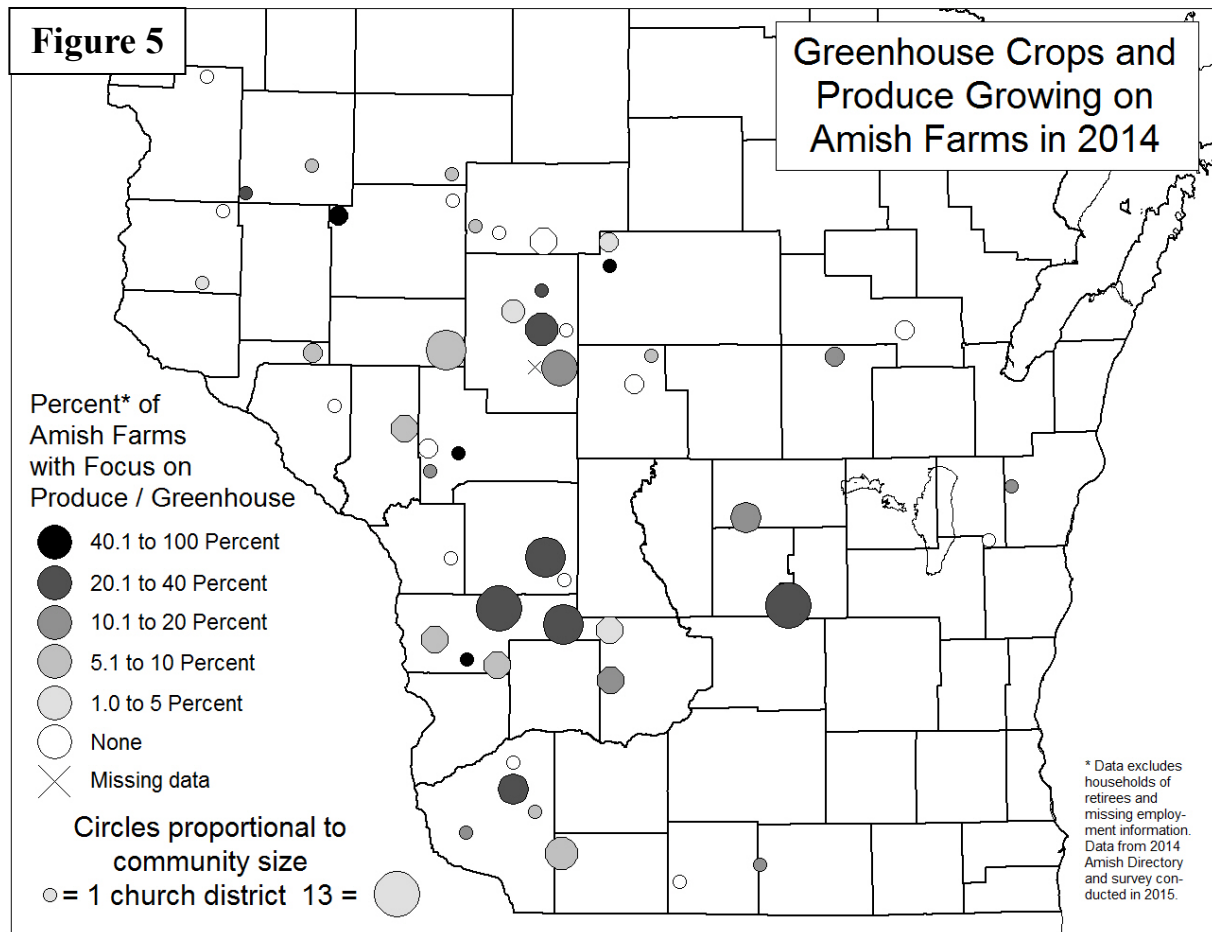 Figure 5
Greenhouse Crops and
Produce Growing on
Amish Farms in 2014
Percent* of
Amish Farms
with Focus on
Produce / Greenhouse
40.1 to 100 Percent
20.1 to 40 Percent
10.1 to 20 Percent
5.1 to 10 Percent
1.0 to 5 Percent
None
Missing data
Circles proportional to
community size
= 1 church district 13 =
* Data excludes
households of
retirees and
missing employ-
ment information.
Data from 2014
Amish Directory
and survey con-
ducted in 2015.